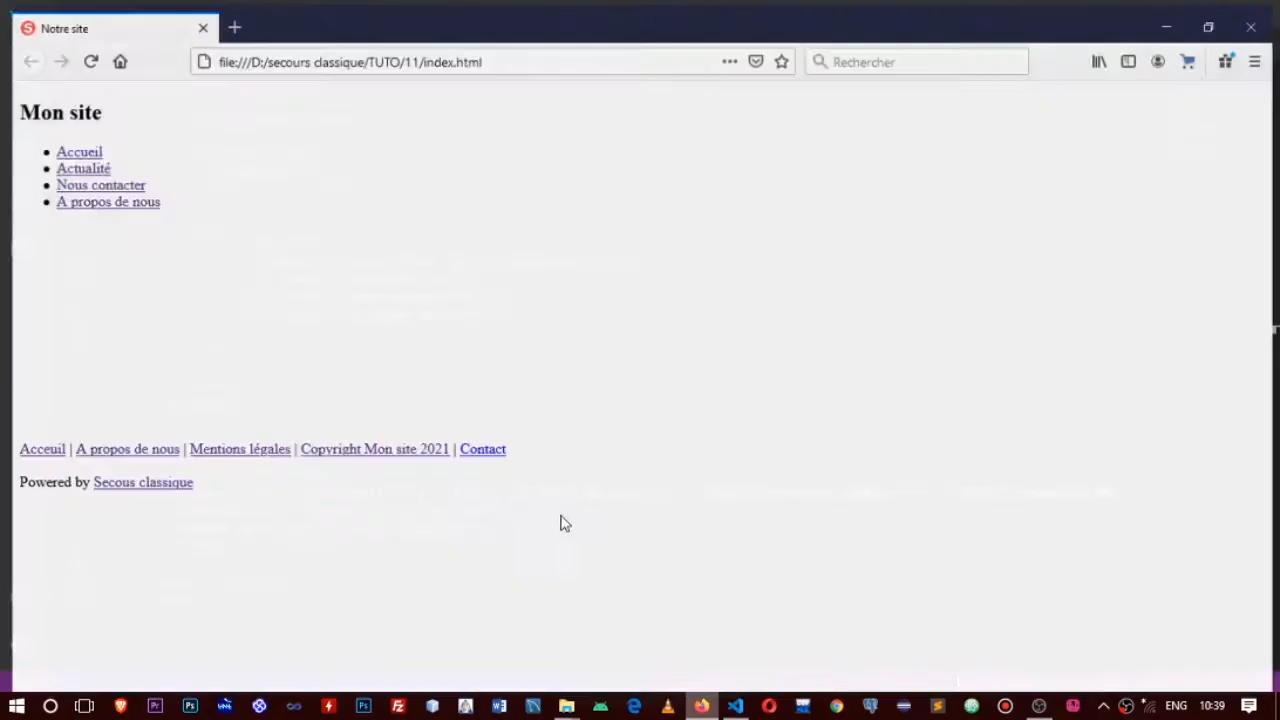 Notre site
file:///D:/secours classique/TUTO/11/index.html
Rechercher
Mon site
Accueil
Actualité
Nous contacter
A propos de nous
Acceuil | A propos de nous | Mentions légales | Copyright Mon site 2021 | Contact
Powered by Secous classique
ENG 10:39